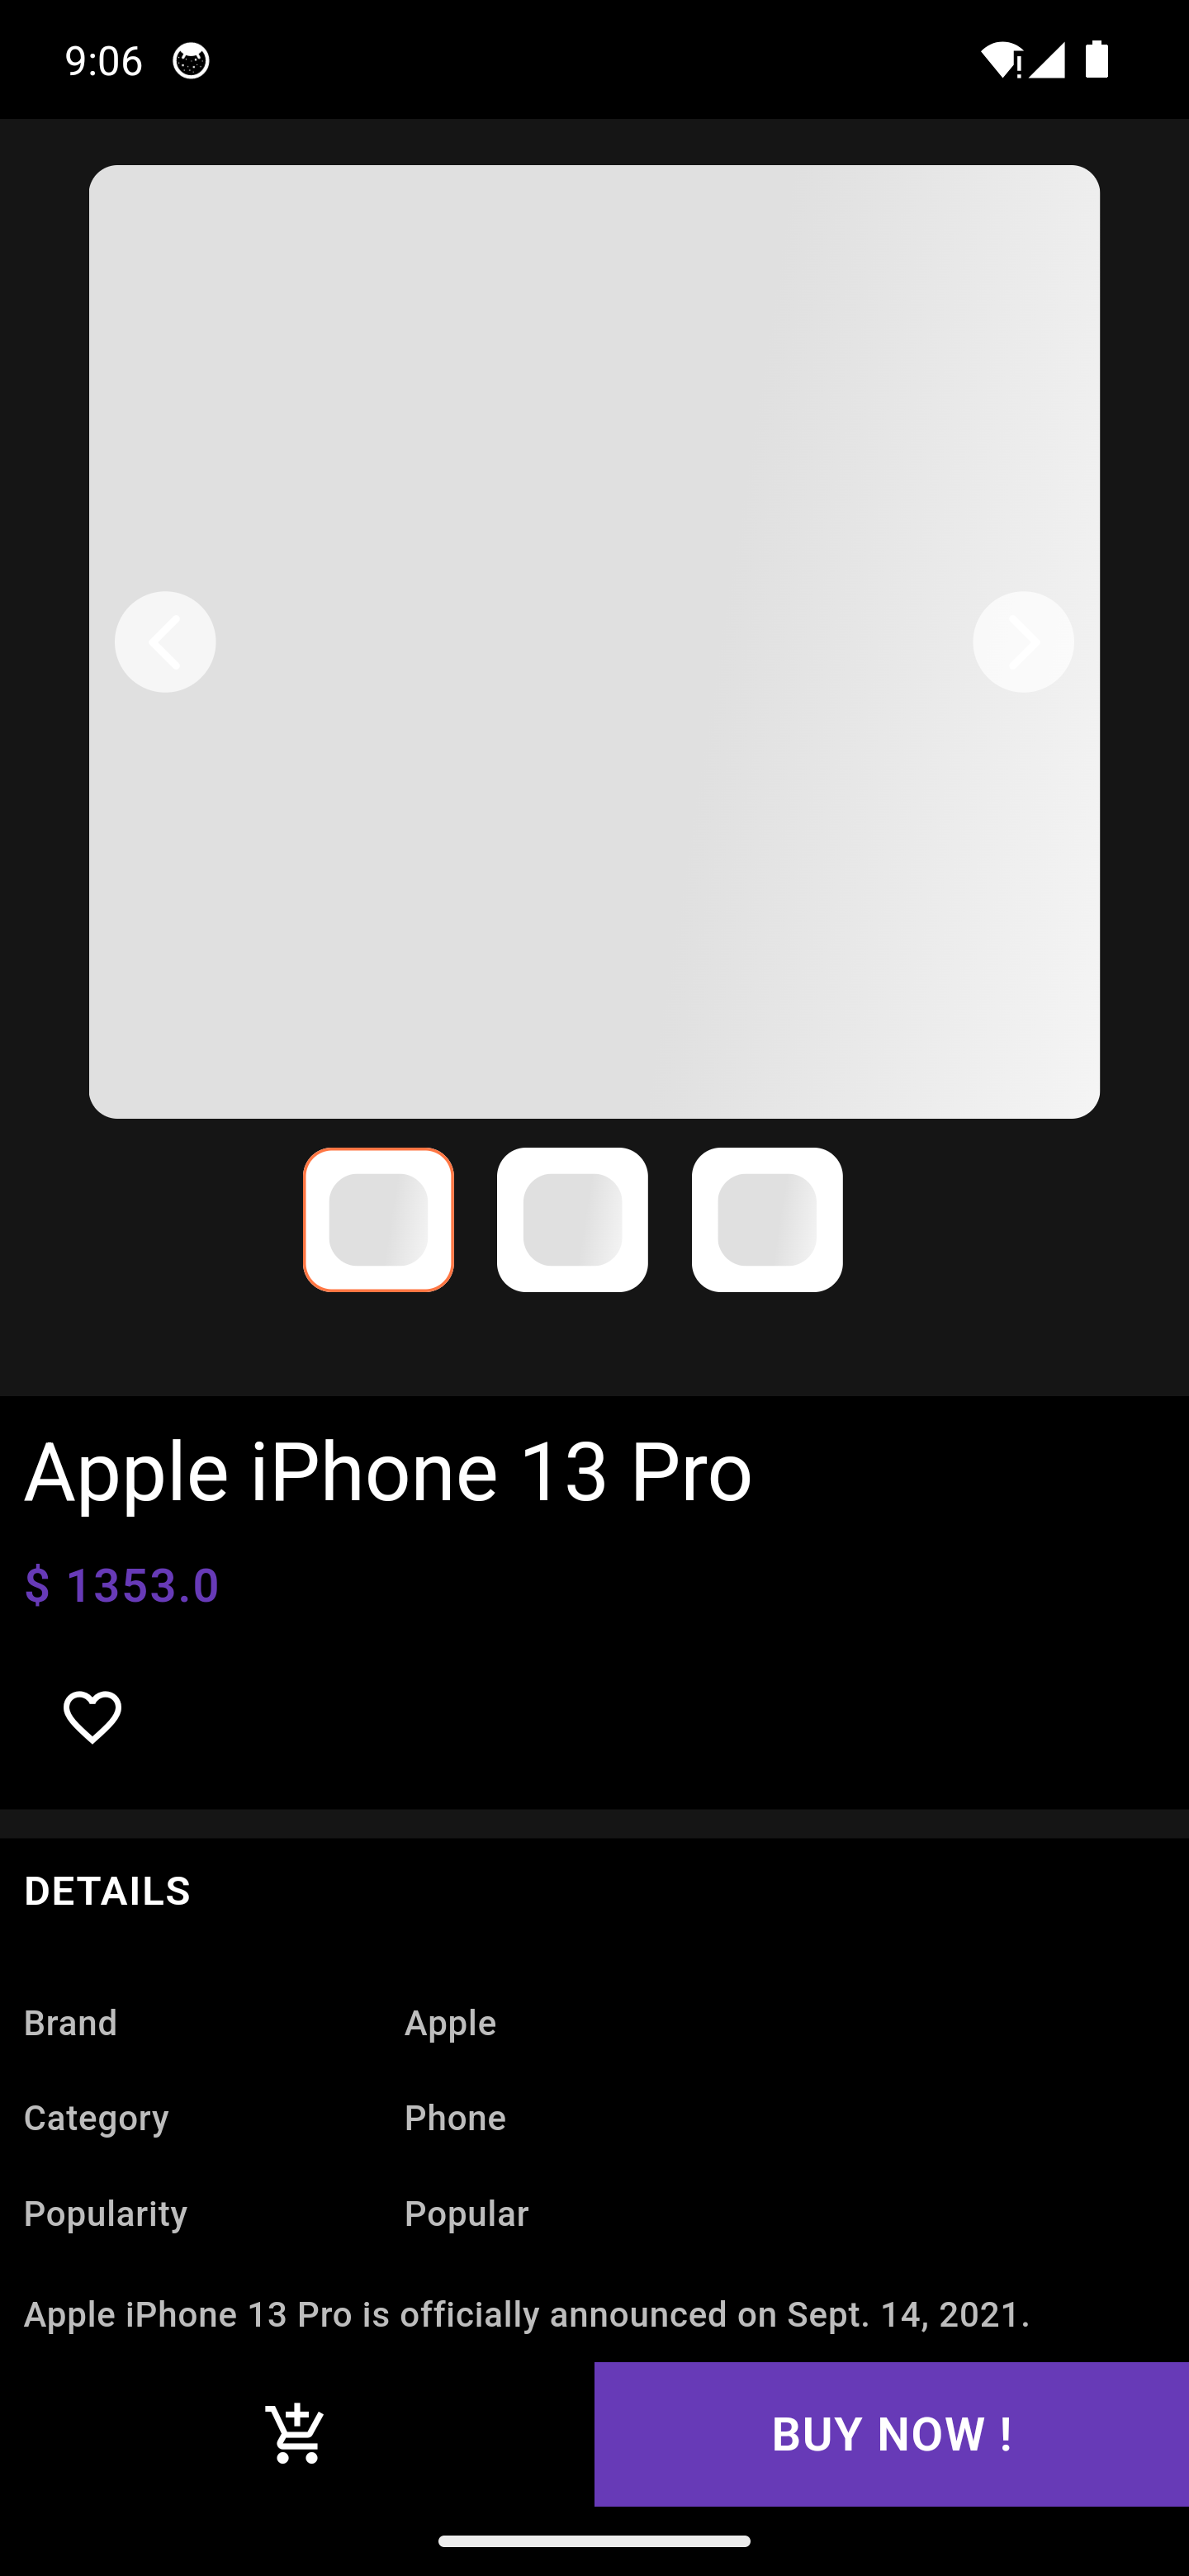 9:06
Apple iPhone 13 Pro
$ 1353.0
DETAILS
Brand Apple
Category Phone
Popularity Popular
Apple iPhone 13 Pro is officially announced on Sept. 14, 2021.
BUY NOW !